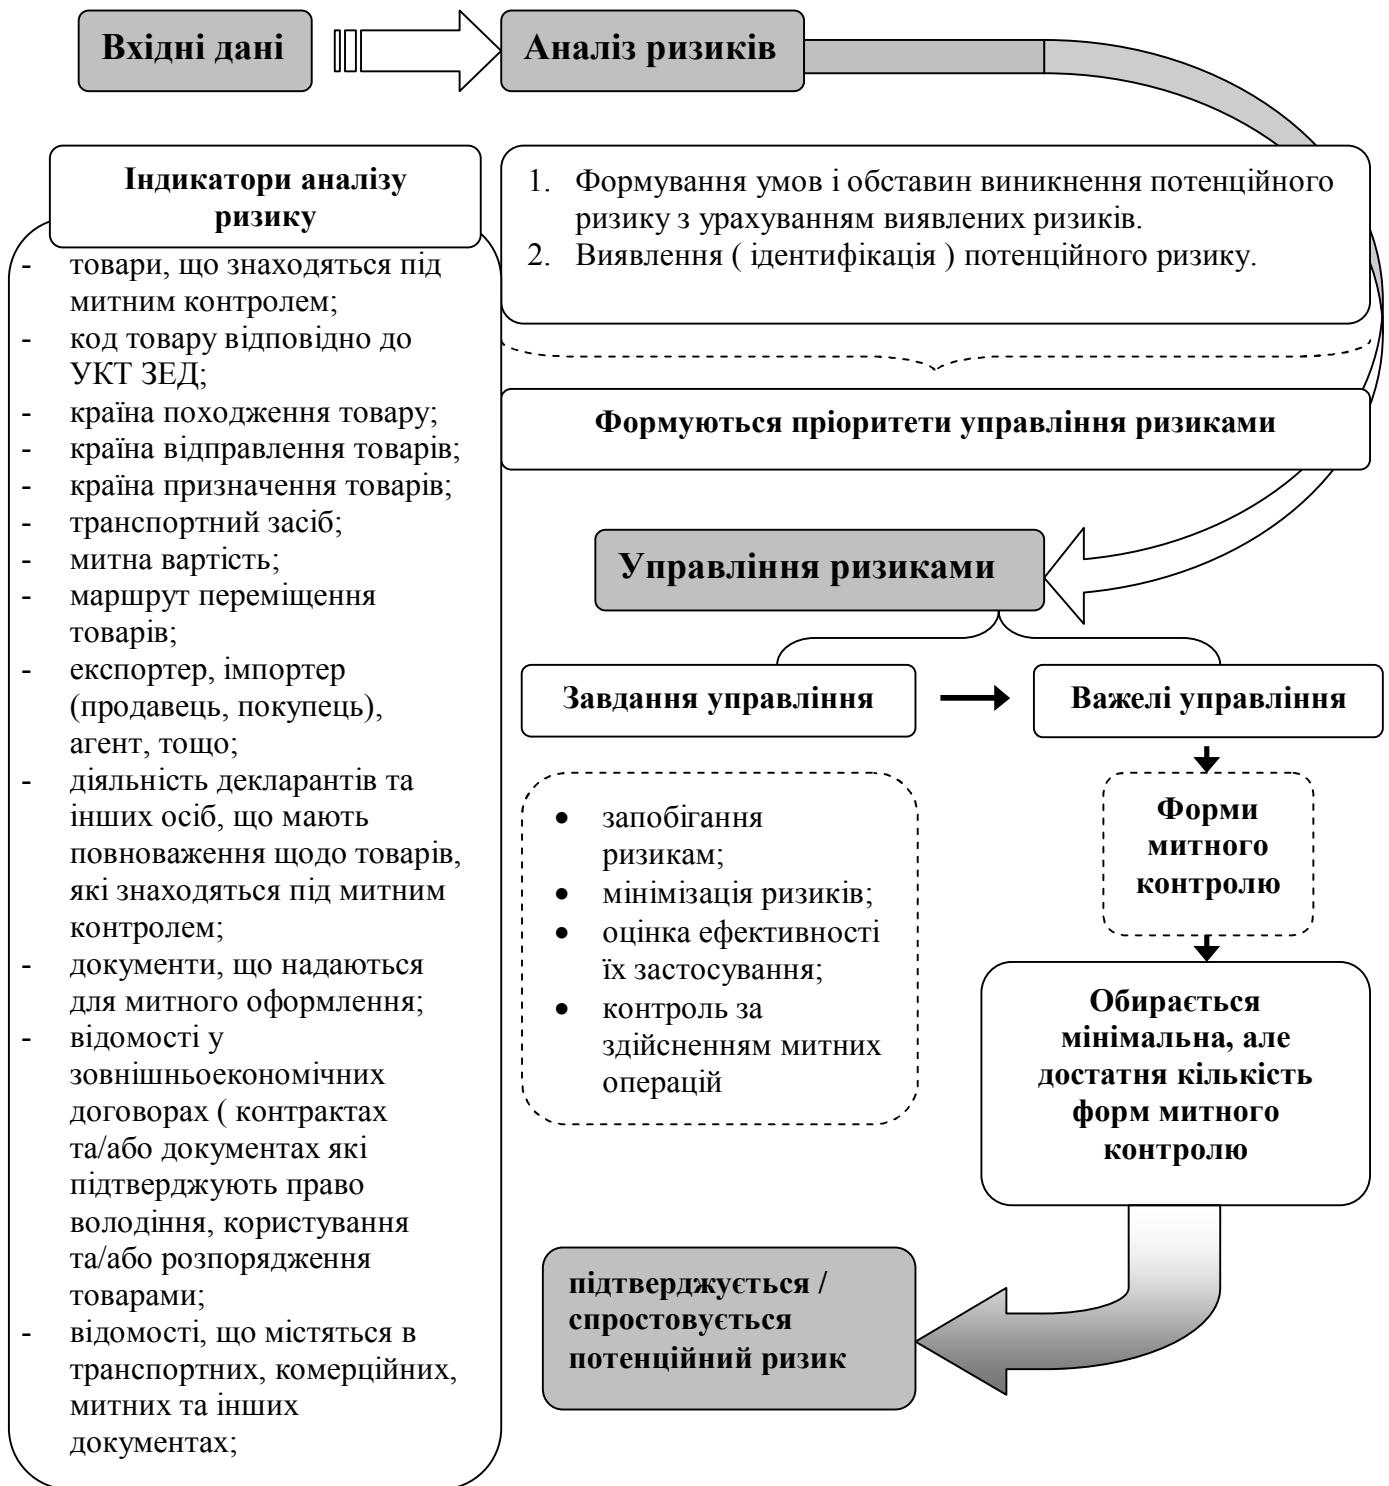 Вхідні дані
Аналіз ризиків
Індикатори аналізу
ризику
- товари, що знаходяться під
митним контролем;
- код товару відповідно до
УКТ ЗЕД;
- країна походження товару;
- країна відправлення товарів;
- країна призначення товарів;
- транспортний засіб;
- митна вартість;
- маршрут переміщення
товарів;
- експортер, імпортер
(продавець, покупець),
агент, тощо;
- діяльність декларантів та
інших осіб, що мають
повноваження щодо товарів,
які знаходяться під митним
контролем;
- документи, що надаються
для митного оформлення;
- відомості у
зовнішньоекономічних
договорах ( контрактах
та/або документах які
підтверджують право
володіння, користування
та/або розпорядження
товарами;
- відомості, що містяться в
транспортних, комерційних,
митних та інших
документах;
1. Формування умов і обставин виникнення потенційного
ризику з урахуванням виявлених ризиків.
2. Виявлення ( ідентифікація ) потенційного ризику.
Формуються пріоритети управління ризиками
Управління ризиками
Завдання управління
Важелі управління
• запобігання
ризикам;
• мінімізація ризиків;
• оцінка ефективності
їх застосування;
• контроль за
здійсненням митних
операцій
Форми
митного
контролю
Обирається
мінімальна, але
достатня кількість
форм митного
контролю
підтверджується /
спростовується
потенційний ризик